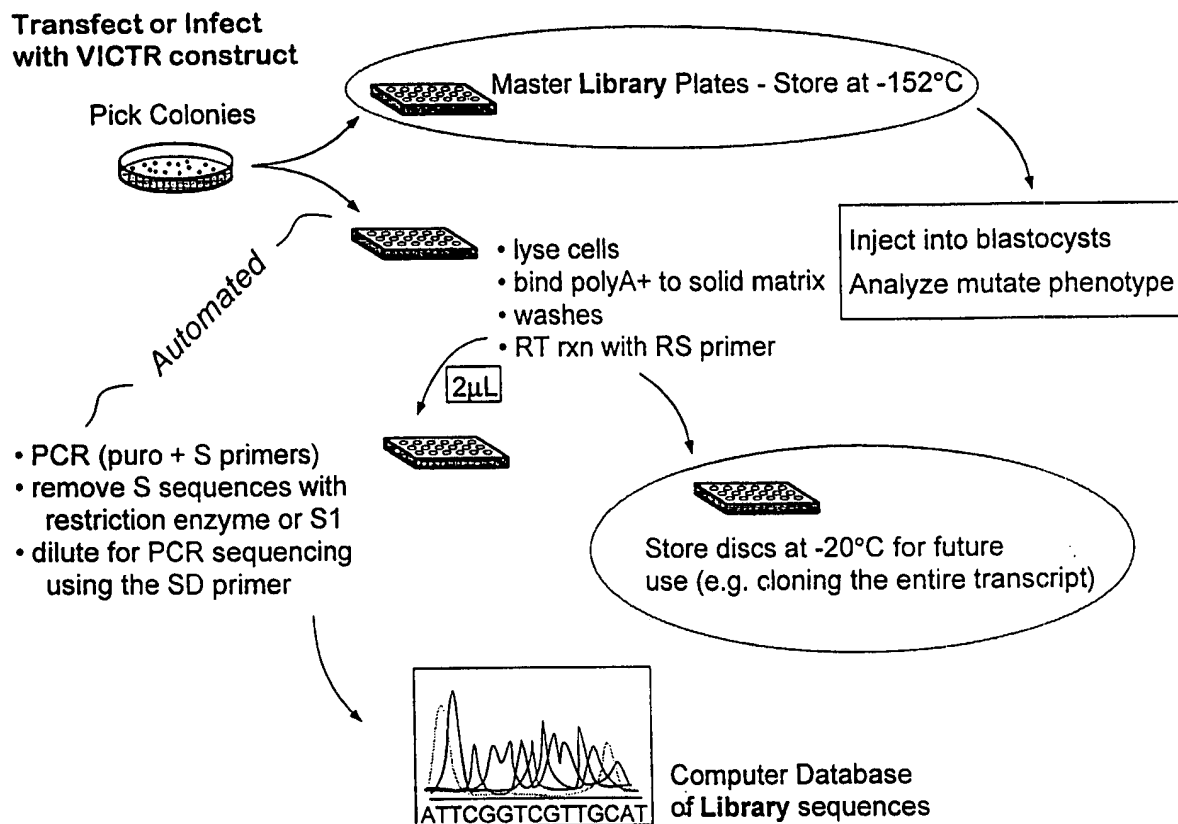 Transfect or Infect
with VICTR construct
Pick Colonies
Master Library Plates - Store at -152°C
Inject into blastocysts
Analyze mutate phenotype
Automated
• lyse cells
• bind polyA+ to solid matrix
• washes
• RT rxn with RS primer
2µL
• PCR (puro + S primers)
• remove S sequences with
restriction enzyme or S1
• dilute for PCR sequencing
using the SD primer
Store discs at -20°C for future
use (e.g. cloning the entire transcript)
ATTCGGTCGTTGCAT
Computer Database
of Library sequences